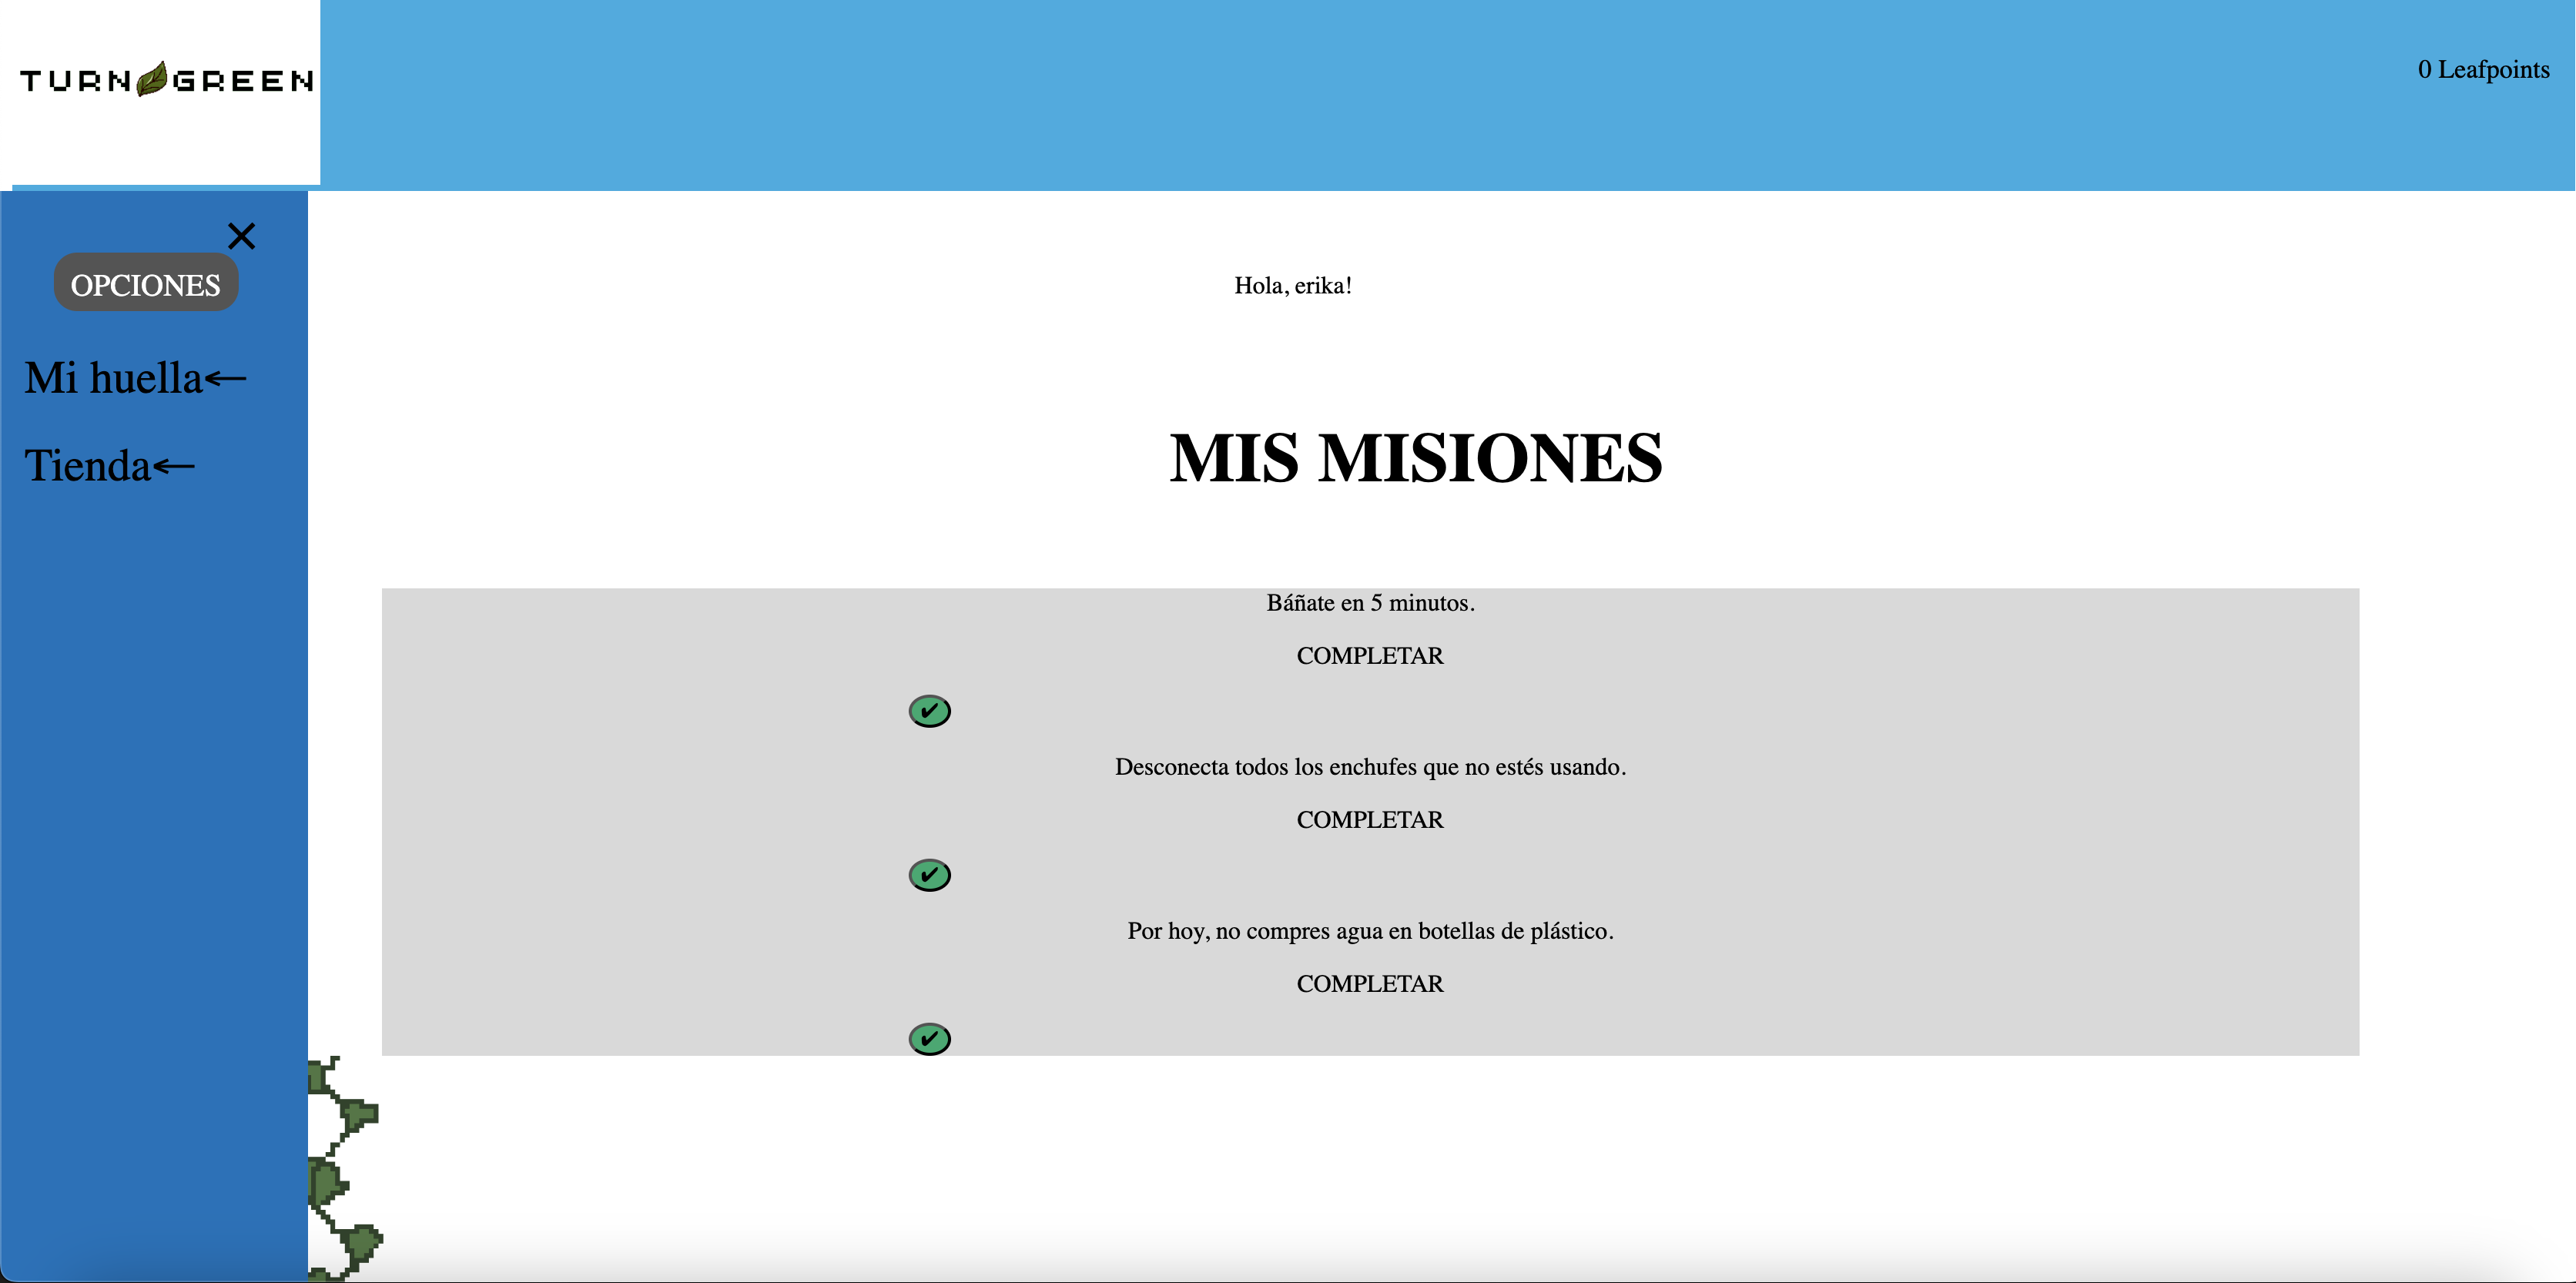 TURN GREEN
0 Leafpoints
OPCIONES
Mi huella←
Tienda←
Hola, erika!
MIS MISIONES
Báñate en 5 minutos.
COMPLETAR
✔
Desconecta todos los enchufes que no estés usando.
COMPLETAR
✔
Por hoy, no compres agua en botellas de plástico.
COMPLETAR
✔